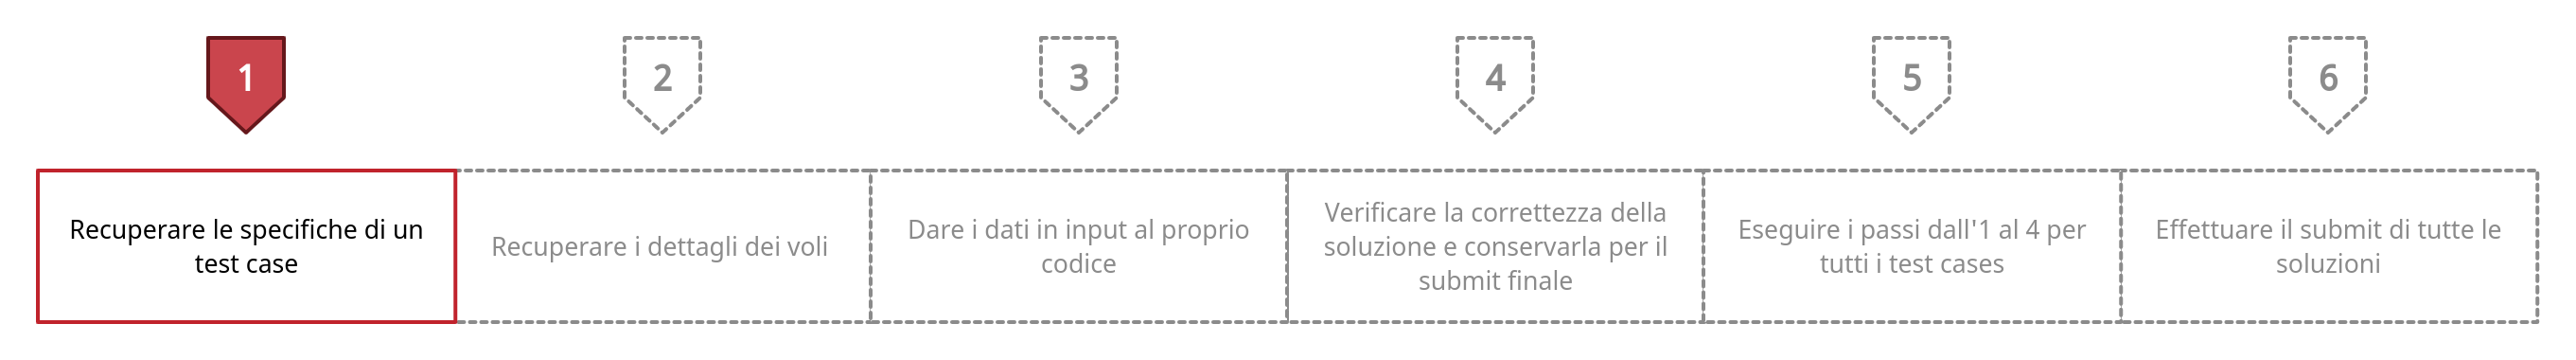 1
2
3
4
5
6
Recuperare le specifiche di un
test case
Recuperare i dettagli dei voli
Dare i dati in input al proprio
codice
Verificare la correttezza della
soluzione e conservarla per il
submit finale
Eseguire i passi dall'1 al 4 per
tutti i test cases
Effettuare il submit di tutte le
soluzioni